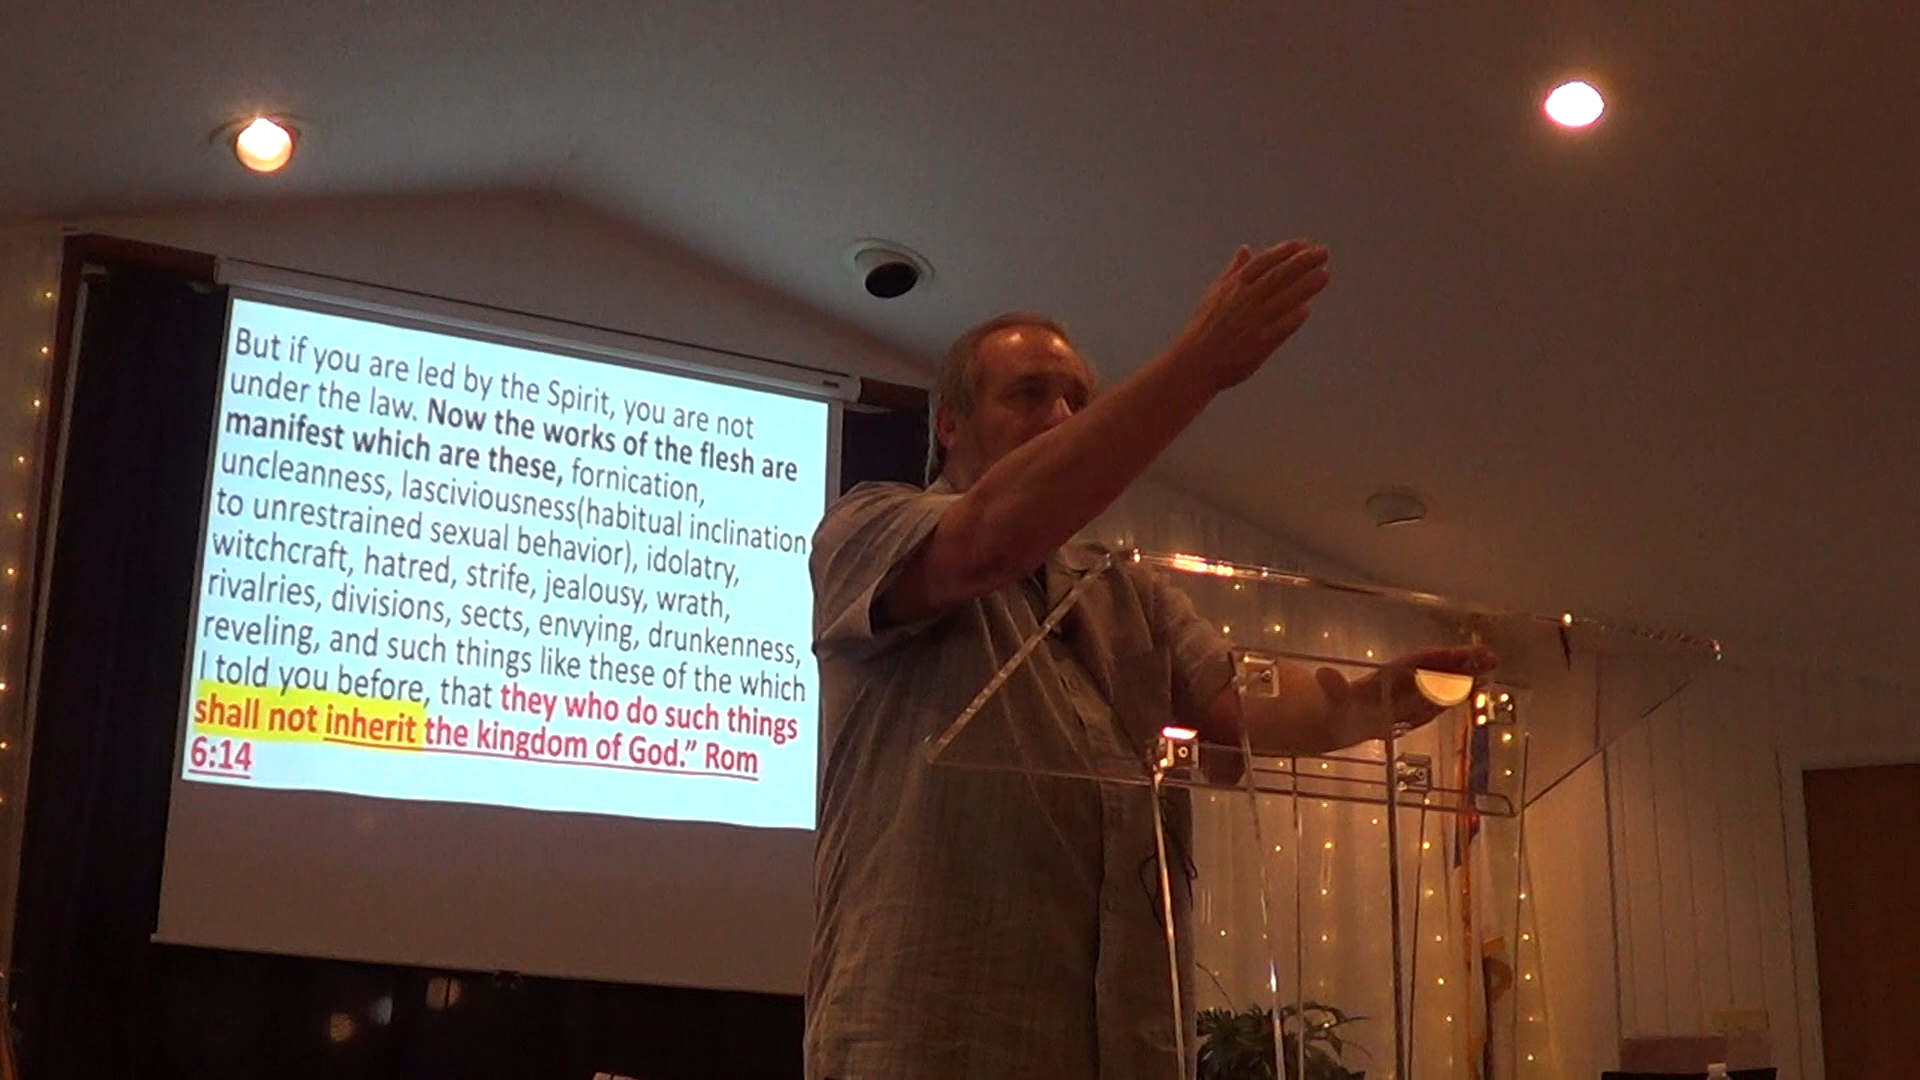 But if you are led by the Spirit, you are not
under the law. Now the works of the flesh are
manifest which are these, fornication,
uncleanness, lasciviousness(habitual inclination
to unrestrained sexual behavior), idolatry,
witchcraft, hatred, strife, jealousy, wrath,
rivalries, divisions, sects, envying, drunkenness,
reveling, and such things like these of the which
I told you before, that they who do such things
shall not inherit the kingdom of God.” Rom
6:14